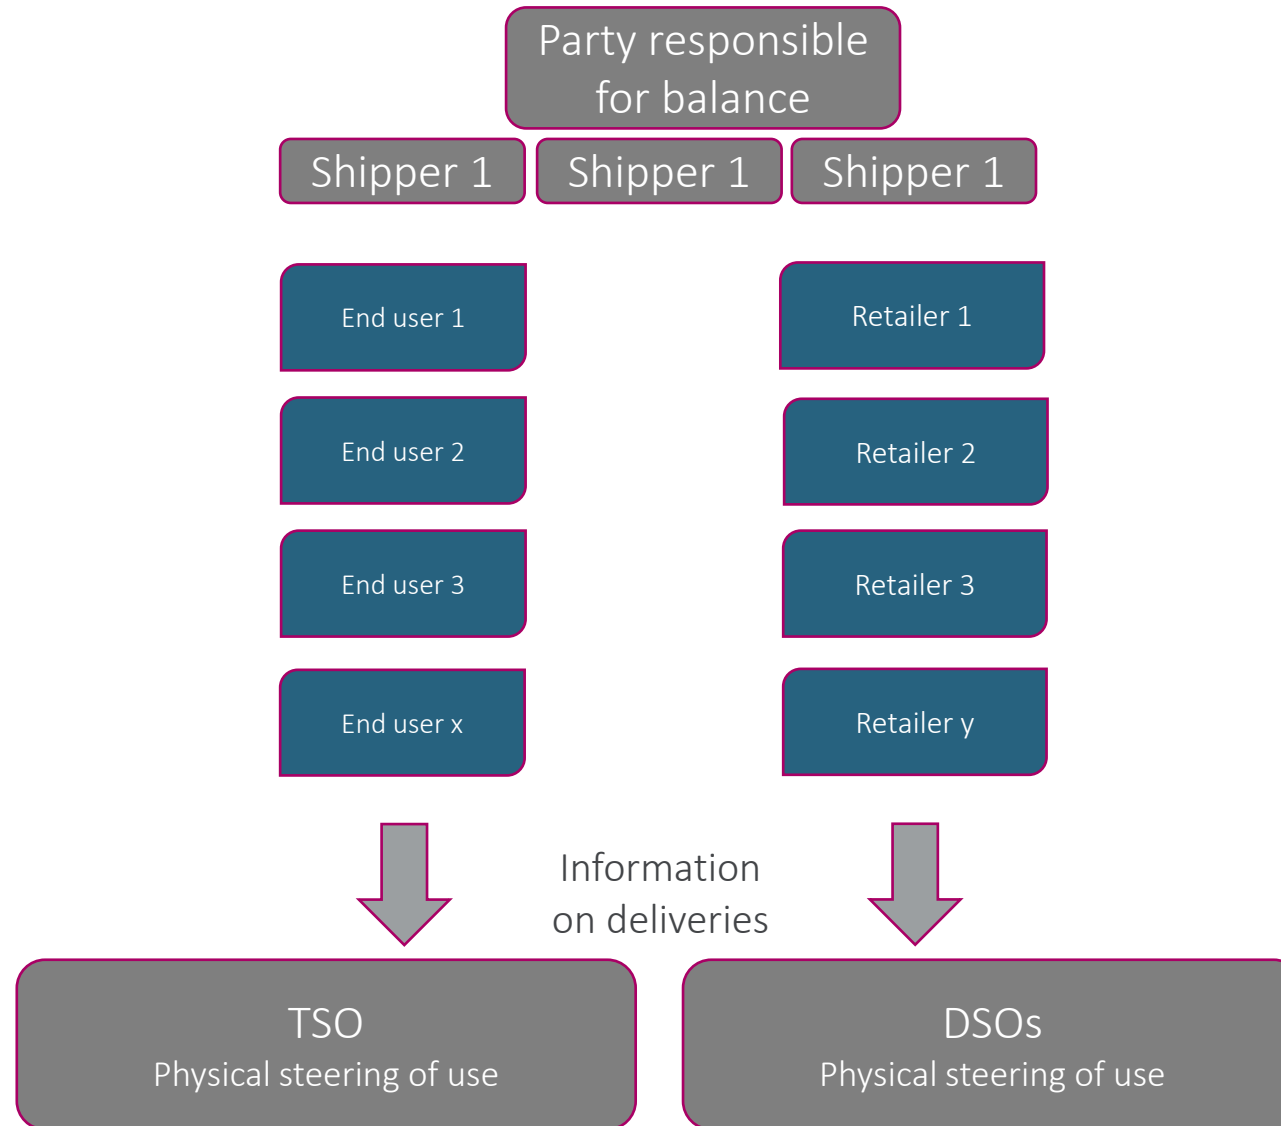 Party responsible
for balance
Shipper 1
Shipper 1
Shipper 1
End user 1
Retailer 1
End user 2
Retailer 2
End user 3
Retailer 3
End user x
Retailer y
Information
on deliveries
TSO
Physical steering of use
DSOs
Physical steering of use